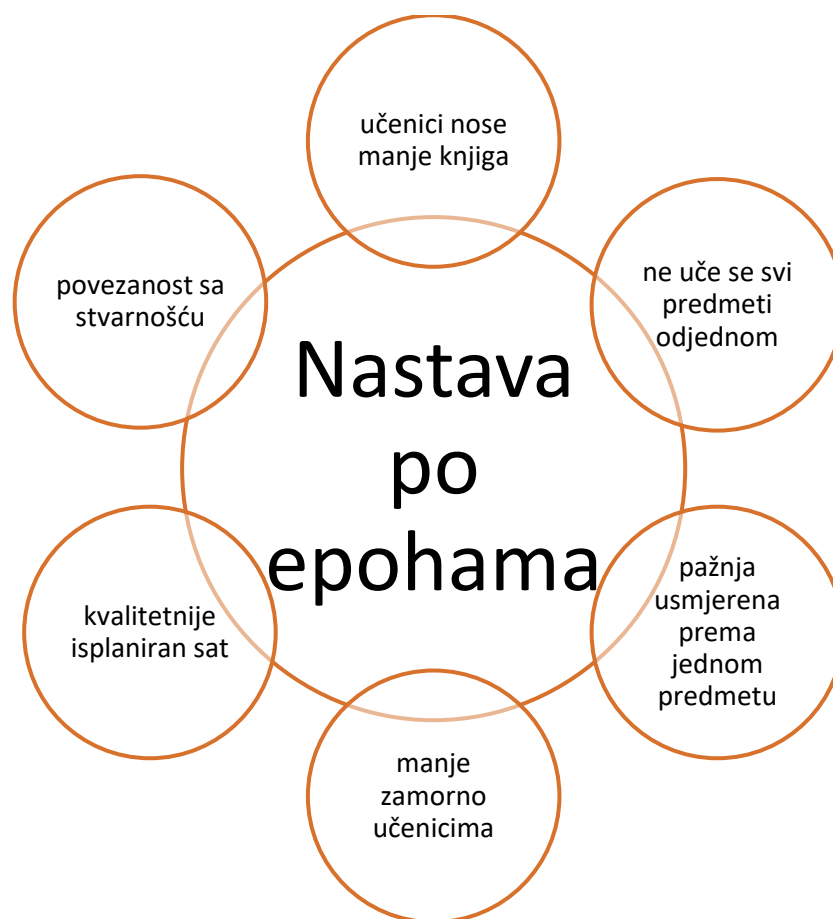 učenici nose
manje knjiga
povezanost sa
stvarnošću
ne uče se svi
predmeti
odjednom
Nastava
po
epohama
kvalitetnije
isplaniran sat
pažnja
usmjerena
prema
jednom
predmetu
manje
zamorno
učenicima